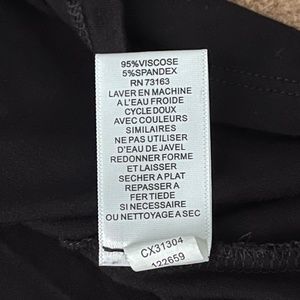 95%VISCOSE
5%SPANDEX
RN 73163
LAVER EN MACHINE
A L'EAU FROIDE
CYCLE DOUX
AVEC COULEURS
SIMILAIRES
NE PAS UTILISER
D'EAU DE JAVEL
REDONNER FORME
ET LAISSER
SECHER A PLAT
REPASSER A
FER TIEDE
SI NECESSAIRE
OU NETTOYAGE A SEC
CX31304
122659